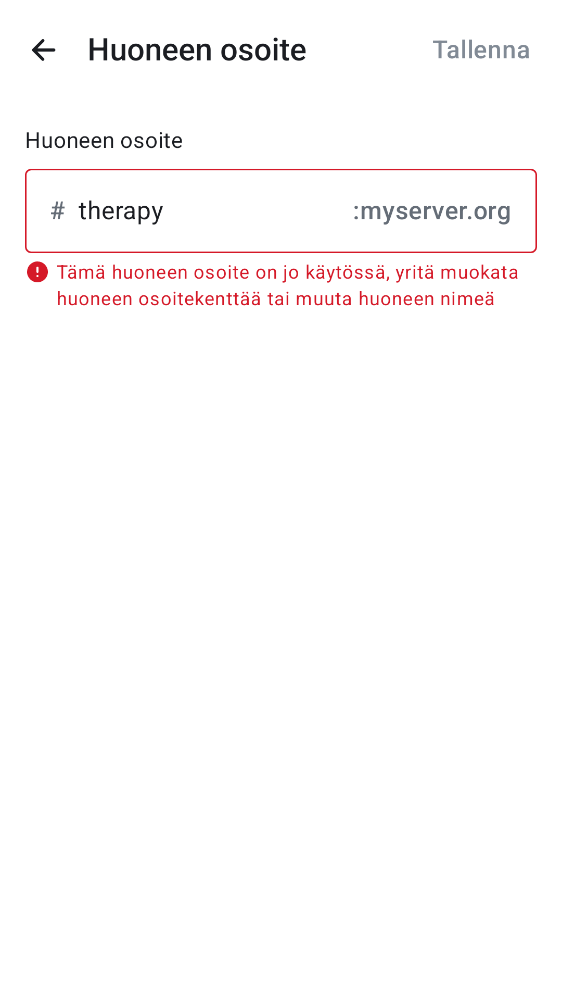 Huoneen osoite
Tallenna
Huoneen osoite
# therapy :myserver.org
Tämä huoneen osoite on jo käytössä, yritä muokata
huoneen osoitekenttää tai muuta huoneen nimeä